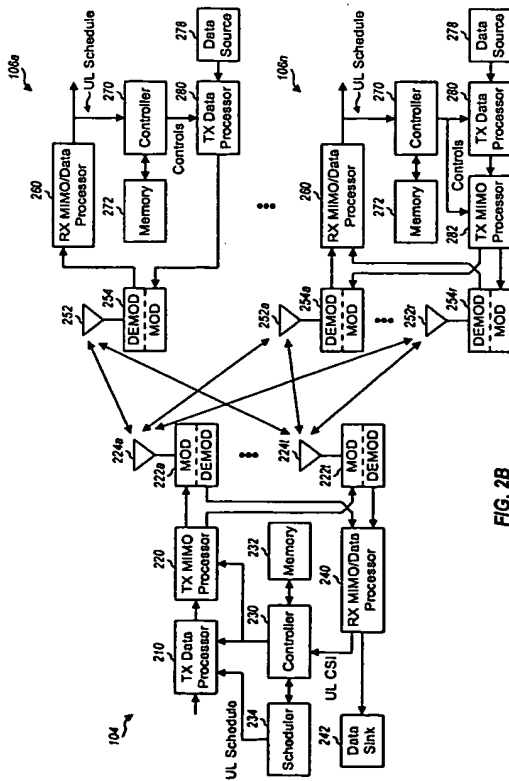 104
UL Schedule
210
TX Data
Processor
220
TX MIMO
Processor
222a
MOD
DEMOD
224a
234
Scheduler
230
Controller
232
Memory
222t
MOD
DEMOD
224t
UL CSI
242
Data
Sink
240
RX MIMO/Data
Processor
106a
252
254
DEMOD
MOD
260
RX MIMO/Data
Processor
UL Schedule
272
Memory
270
Controller
Controls
278
Data
Source
280
TX Data
Processor
106n
252a
254a
DEMOD
MOD
260
RX MIMO/Data
Processor
UL Schedule
272
Memory
270
Controller
Controls
278
Data
Source
252r
254r
DEMOD
MOD
282
TX MIMO
Processor
280
TX Data
Processor
FIG. 2B